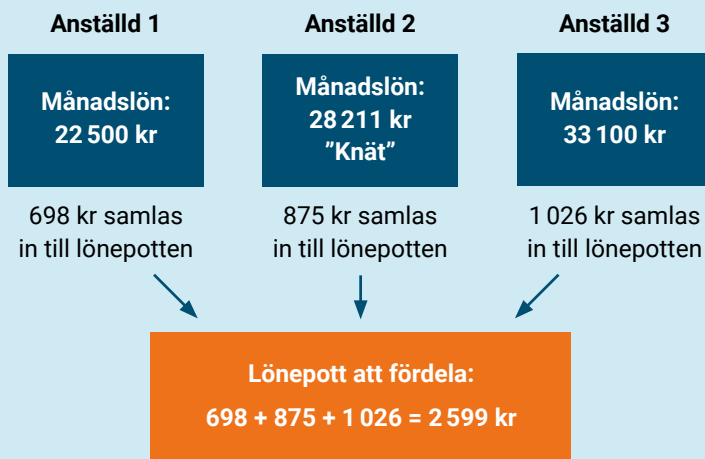 Anställd 1
Månadslön:
22 500 kr
698 kr samlas
in till lönepotten
Anställd 2
Månadslön:
28 211 kr
”Knät”
875 kr samlas
in till lönepotten
Anställd 3
Månadslön:
33 100 kr
1 026 kr samlas
in till lönepotten
Lönepott att fördela:
698 + 875 + 1 026 = 2 599 kr